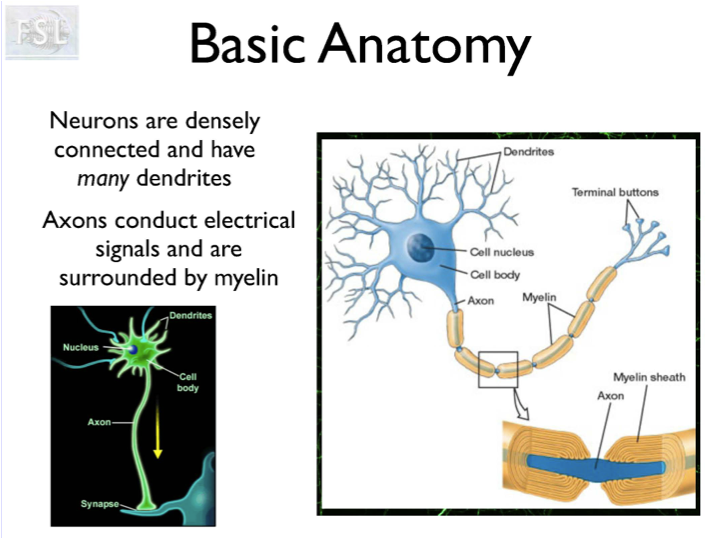 FSL
Basic Anatomy
Neurons are densely
connected and have
many dendrites
Axons conduct electrical
signals and are
surrounded by myelin
Dendrites
Nucleus
Cell
body
Axon
Synapse
Dendrites
Terminal buttons
Cell nucleus
Cell body
Axon
Myelin
Myelin sheath
Axon